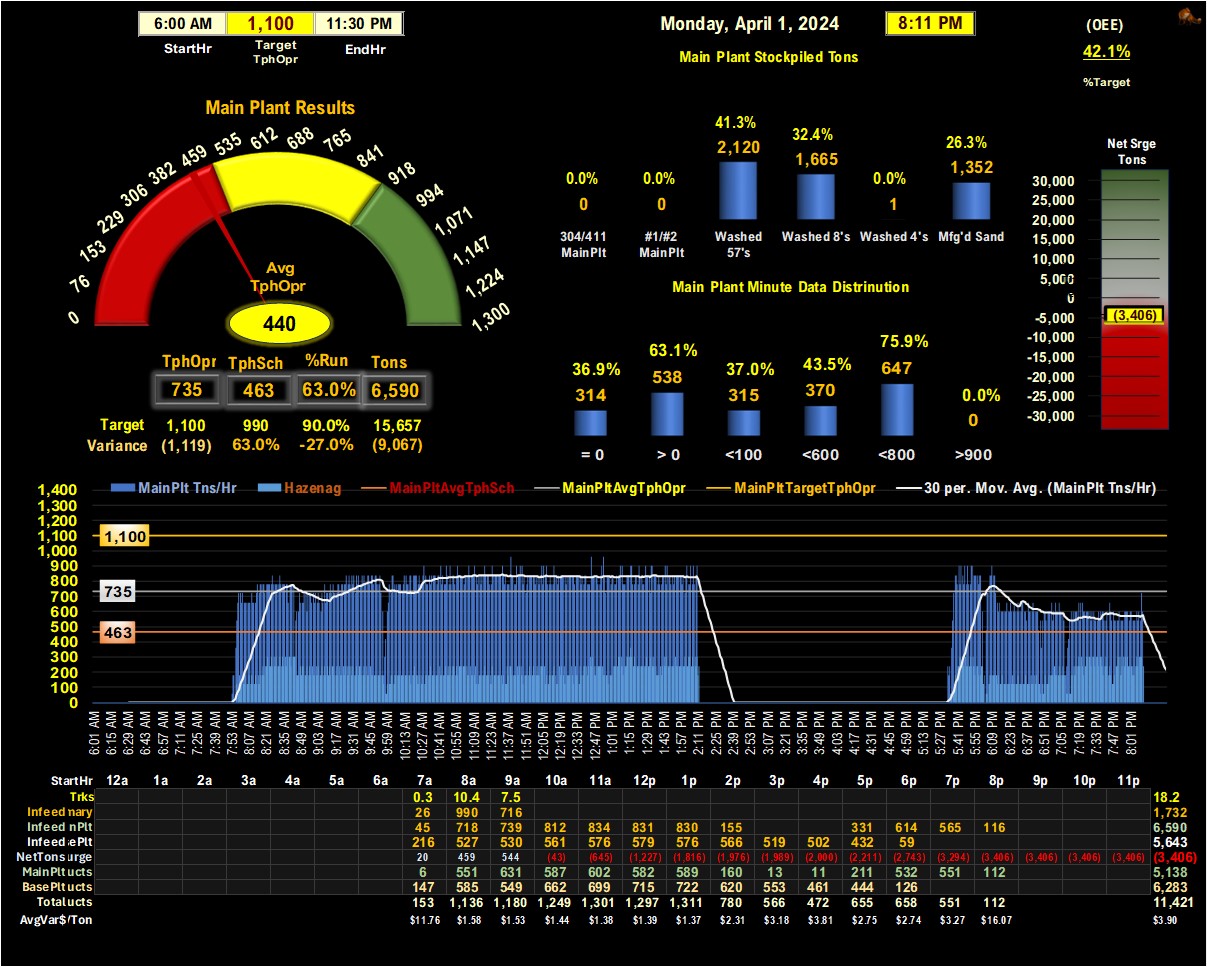 6:00 AM 1,100 11:30 PM
StartHr Target TphOpr EndHr
Monday, April 1, 2024 8:11 PM
(OEE)
42.1%
%Target
Main Plant Stockpiled Tons
Main Plant Results
0 76 153 229 306 382 459 535 612 688 765 841 918 994 1,071 1,147 1,224 1,300
Avg
TphOpr
440
TphOpr TphSch %Run Tons
735 463 63.0% 6,590
Target 1,100 990 90.0% 15,657
Variance (1,119) 63.0% -27.0% (9,067)
0.0% 0.0% 41.3% 32.4% 0.0% 26.3%
0 0 2,120 1,665 1 1,352
304/411 MainPlt #1/#2 MainPlt Washed 57's Washed 8's Washed 4's Mfg'd Sand
Main Plant Minute Data Distrinution
36.9% 63.1% 37.0% 43.5% 75.9% 0.0%
314 538 315 370 647 0
= 0 > 0 <100 <600 <800 >900
Net Srge
Tons
30,000
25,000
20,000
15,000
10,000
5,000
0
(3,406)
-5,000
-10,000
-15,000
-20,000
-25,000
-30,000
MainPlt Tns/Hr Hazenag MainPltAvgTphSch MainPltAvgTphOpr MainPltTargetTphOpr 30 per. Mov. Avg. (MainPlt Tns/Hr)
1,400
1,300
1,200
1,100
1,000
900
800
700
600
500
400
300
200
100
0
1,100
735
463
6:01 AM 6:15 AM 6:29 AM 6:43 AM 6:57 AM 7:11 AM 7:25 AM 7:39 AM 7:53 AM 8:07 AM 8:21 AM 8:35 AM 8:49 AM 9:03 AM 9:17 AM 9:31 AM 9:45 AM 9:59 AM 10:13 AM 10:27 AM 10:41 AM 10:55 AM 11:09 AM 11:23 AM 11:37 AM 11:51 AM 12:05 PM 12:19 PM 12:33 PM 12:47 PM 1:01 PM 1:15 PM 1:29 PM 1:43 PM 1:57 PM 2:11 PM 2:25 PM 2:39 PM 2:53 PM 3:07 PM 3:21 PM 3:35 PM 3:49 PM 4:03 PM 4:17 PM 4:31 PM 4:45 PM 4:59 PM 5:13 PM 5:27 PM 5:41 PM 5:55 PM 6:09 PM 6:23 PM 6:37 PM 6:51 PM 7:05 PM 7:19 PM 7:33 PM 7:47 PM 8:01 PM
StartHr 12a 1a 2a 3a 4a 5a 6a 7a 8a 9a 10a 11a 12p 1p 2p 3p 4p 5p 6p 7p 8p 9p 10p 11p
Trks 0.3 10.4 7.5 18.2
Infeed mary 26 990 716 1,732
Infeed nPlt 45 718 739 812 834 831 830 155 331 614 565 116 6,590
Infeed ePlt 216 527 530 561 576 579 576 566 519 502 432 59 5,643
NetTons urge 20 459 544 (43) (645) (1,227) (1,816) (1,976) (1,989) (2,000) (2,211) (2,743) (3,294) (3,406) (3,406) (3,406) (3,406) (3,406)
MainPlt ucts 6 551 631 587 602 582 589 160 13 11 211 532 551 112 5,138
BasePlt ucts 147 585 549 662 699 715 722 620 553 461 444 126 6,283
Total ucts 153 1,136 1,180 1,249 1,301 1,297 1,311 780 566 472 655 658 551 112 11,421
AvgVar$/Ton $11.76 $1.58 $1.53 $1.44 $1.38 $1.39 $1.37 $2.31 $3.18 $3.81 $2.75 $2.74 $3.27 $16.07 $3.90